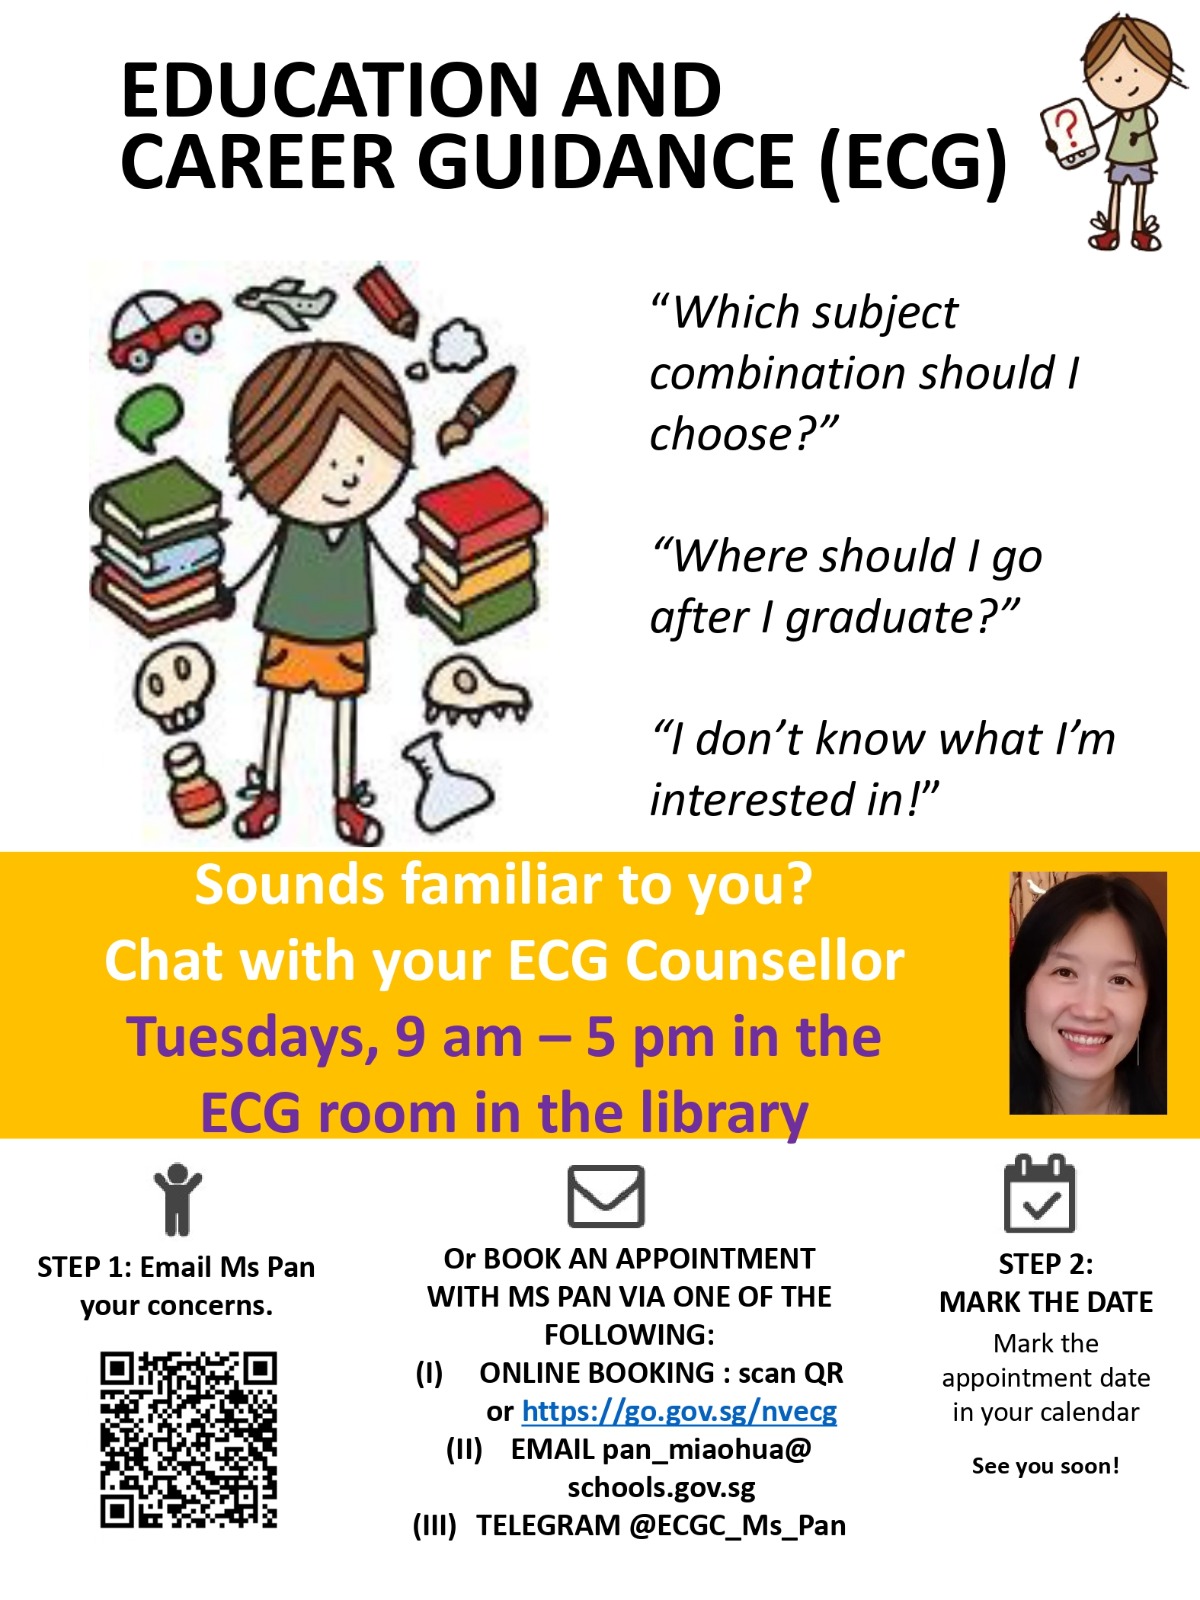 EDUCATION AND
CAREER GUIDANCE (ECG)
?
“Which subject
combination should I
choose?”
“Where should I go
after I graduate?”
“I don’t know what I’m
interested in!”
Sounds familiar to you?
Chat with your ECG Counsellor
Tuesdays, 9 am – 5 pm in the
ECG room in the library
STEP 1: Email Ms Pan
your concerns.
Or BOOK AN APPOINTMENT
WITH MS PAN VIA ONE OF THE
FOLLOWING:
(I) ONLINE BOOKING : scan QR
or https://go.gov.sg/nvecg
(II) EMAIL pan_miaohua@
schools.gov.sg
(III) TELEGRAM @ECGC_Ms_Pan
STEP 2:
MARK THE DATE
Mark the
appointment date
in your calendar
See you soon!